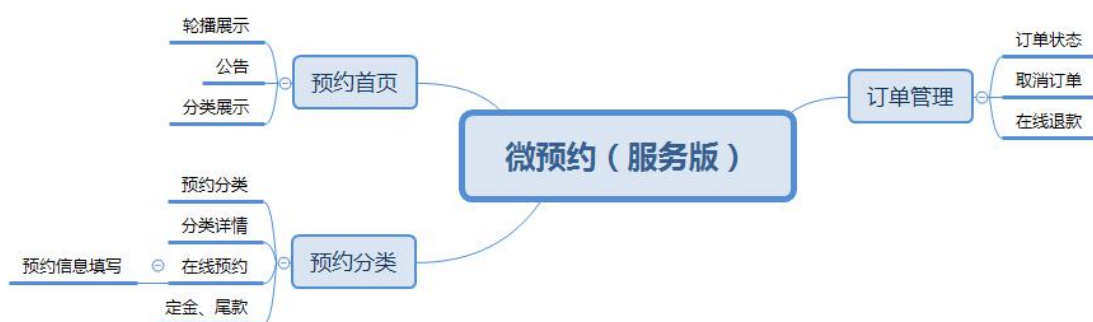 微预约（服务版）
预约首页
轮播展示
公告
分类展示
预约分类
预约分类
分类详情
在线预约
预约信息填写
定金、尾款
订单管理
订单状态
取消订单
在线退款